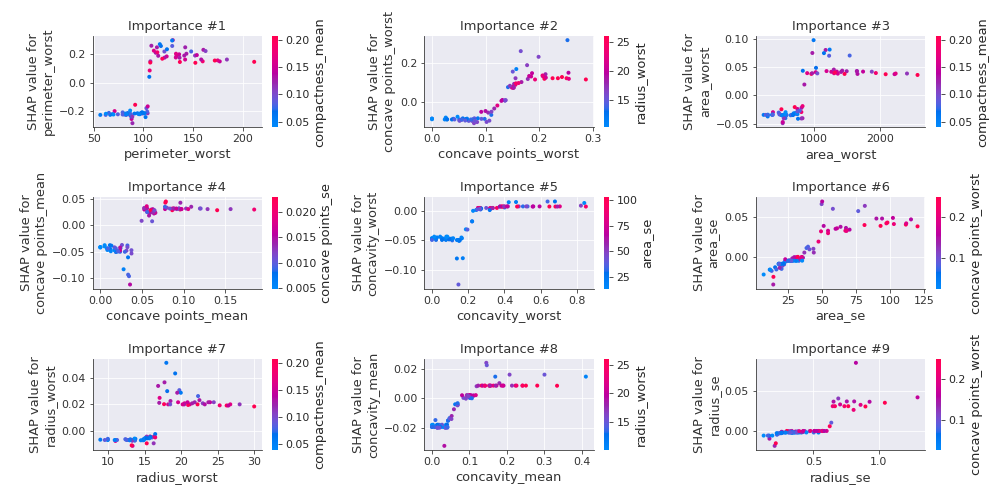 Importance #1
Importance #2
Importance #3
SHAP value for
perimeter_worst
0.2
0.0
−0.2
50
100
150
200
perimeter_worst
0.20
0.15
0.10
0.05
compactness_mean
SHAP value for
concave points_worst
0.2
0.0
0.0
0.1
0.2
0.3
concave points_worst
25
20
15
radius_worst
SHAP value for
area_worst
0.10
0.05
0.00
−0.05
1000
2000
area_worst
0.20
0.15
0.10
0.05
compactness_mean
Importance #4
Importance #5
Importance #6
SHAP value for
concave points_mean
0.05
0.00
−0.05
−0.10
0.00
0.05
0.10
0.15
concave points_mean
0.020
0.015
0.010
0.005
concave points_se
SHAP value for
concavity_worst
0.00
−0.05
−0.10
0.0
0.2
0.4
0.6
0.8
concavity_worst
100
75
50
25
area_se
SHAP value for
area_se
0.05
0.00
25
50
75
100
125
area_se
0.2
0.1
concave points_worst
Importance #7
Importance #8
Importance #9
SHAP value for
radius_worst
0.04
0.02
0.00
10
15
20
25
30
radius_worst
0.20
0.15
0.10
0.05
compactness_mean
SHAP value for
concavity_mean
0.02
0.00
−0.02
0.0
0.1
0.2
0.3
0.4
concavity_mean
25
20
15
radius_worst
SHAP value for
radius_se
0.05
0.00
0.5
1.0
radius_se
0.2
0.1
concave points_worst